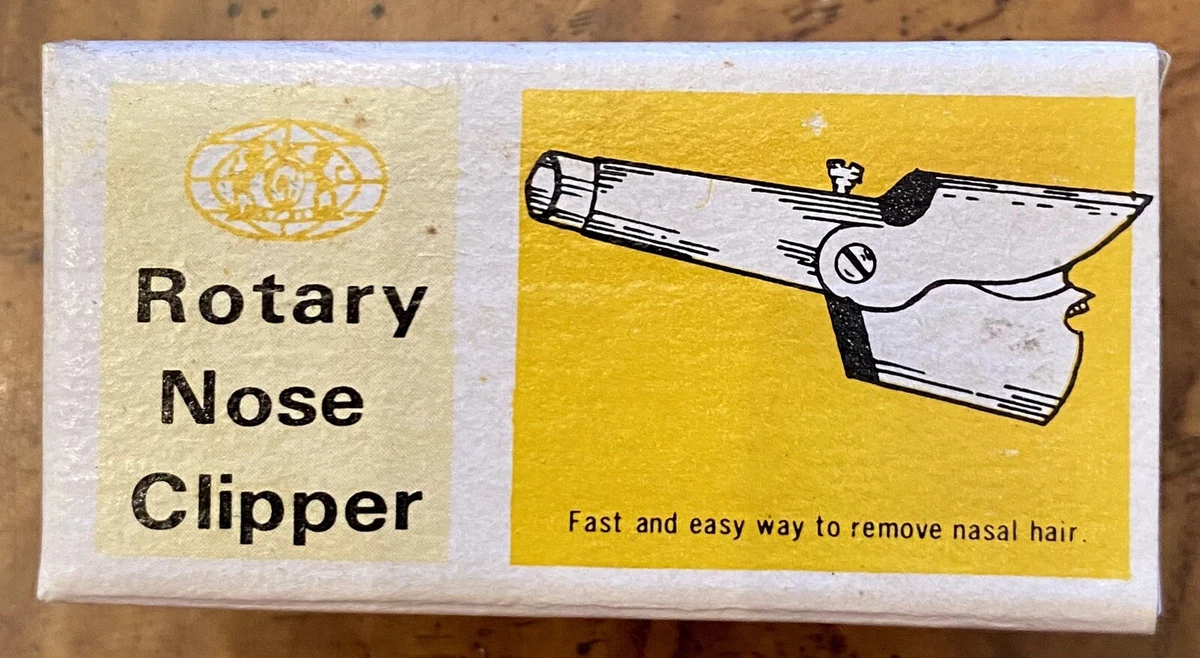 Rotary
Nose
Clipper
Fast and easy way to remove nasal hair.